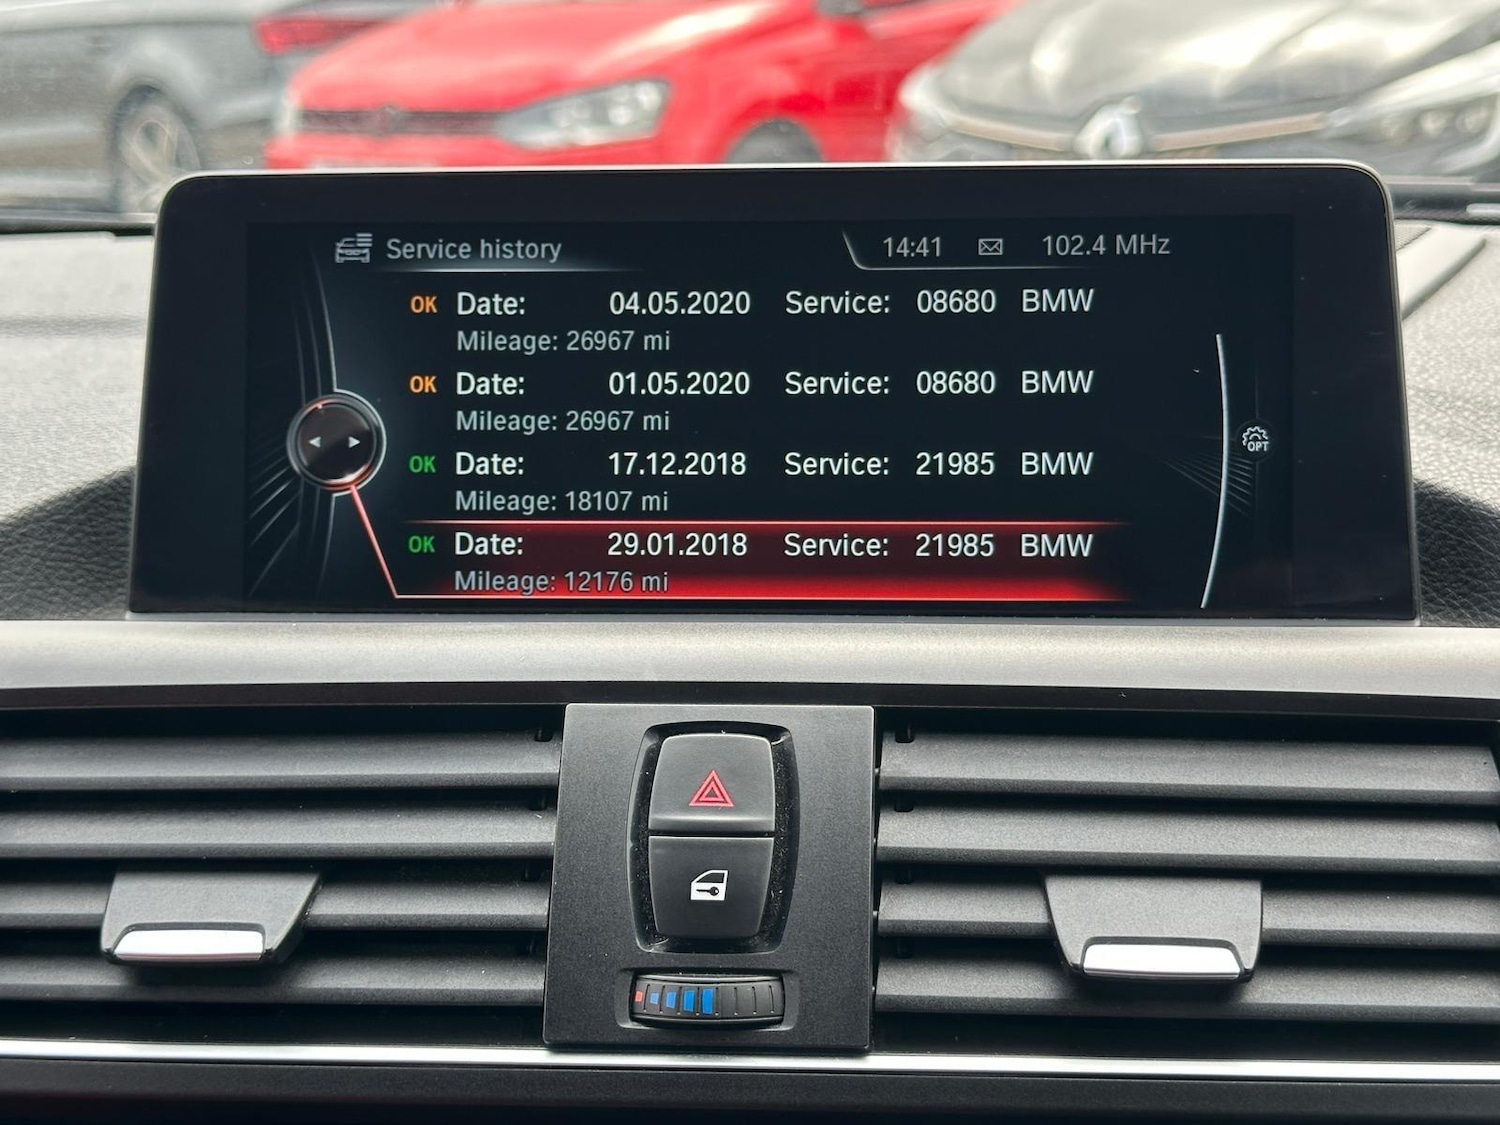 Service history 14:41 102.4 MHz
OK Date: 04.05.2020 Service: 08680 BMW
Mileage: 26967 mi
OK Date: 01.05.2020 Service: 08680 BMW
Mileage: 26967 mi
OK Date: 17.12.2018 Service: 21985 BMW
Mileage: 18107 mi
OK Date: 29.01.2018 Service: 21985 BMW
Mileage: 12176 mi
OPT